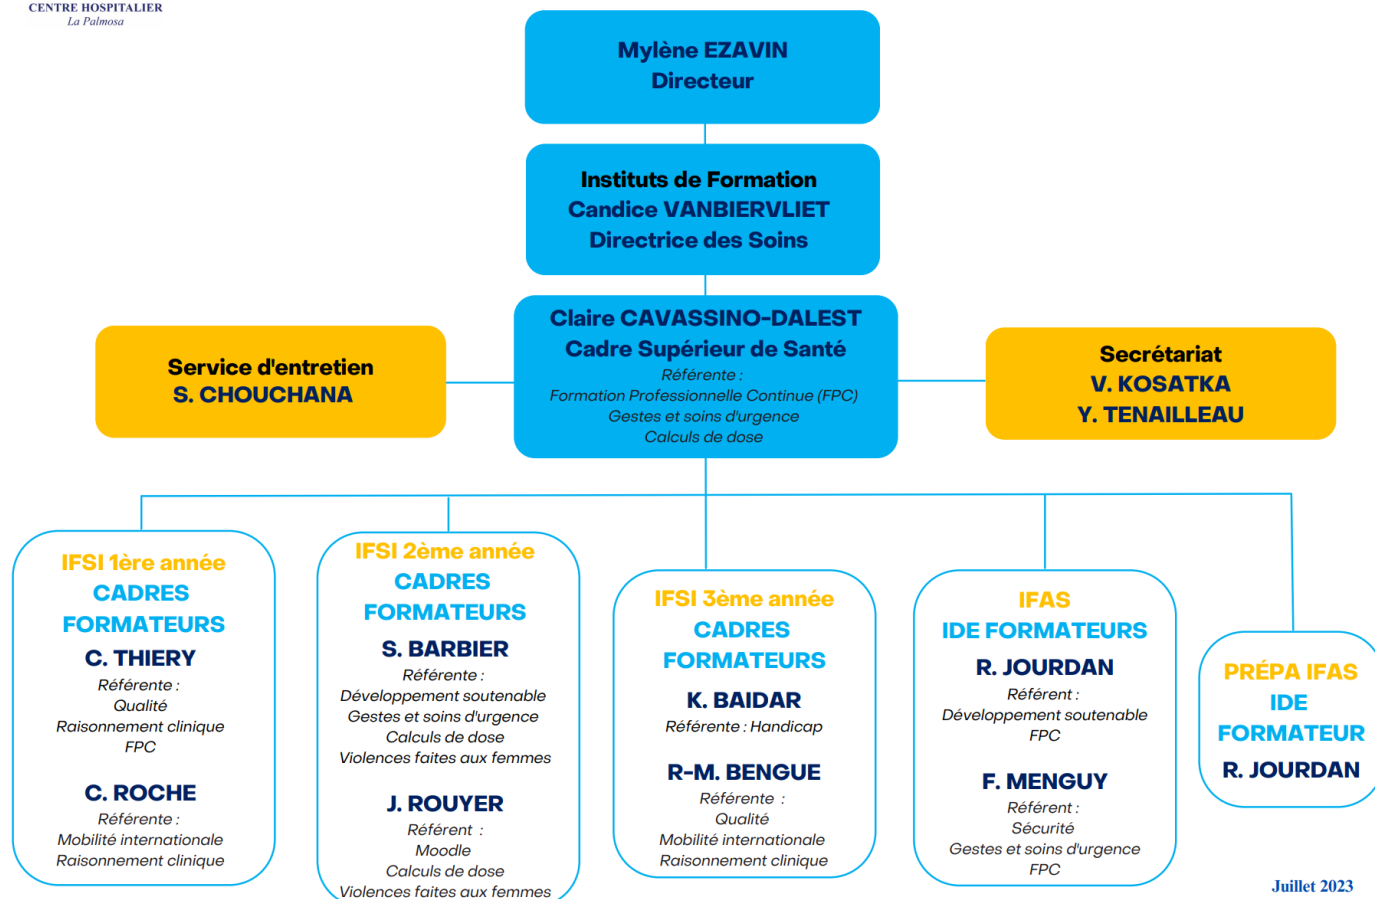 CENTRE HOSPITALIER
La Palmosa
Mylène EZAVIN
Directeur
Instituts de Formation
Candice VANBIERVLIET
Directrice des Soins
Claire CAVASSINO-DALEST
Cadre Supérieur de Santé
Référente :
Formation Professionnelle Continue (FPC)
Gestes et soins d'urgence
Calculs de dose
Service d'entretien
S. CHOUCHANA
Secrétariat
V. KOSATKA
Y. TENAILLEAU
IFSI 1ère année
CADRES
FORMATEURS
C. THIERY
Référente :
Qualité
Raisonnement clinique
FPC
C. ROCHE
Référente :
Mobilité internationale
Raisonnement clinique
IFSI 2ème année
CADRES
FORMATEURS
S. BARBIER
Référente :
Développement soutenable
Gestes et soins d'urgence
Calculs de dose
Violences faites aux femmes
J. ROUYER
Référent :
Moodle
Calculs de dose
Violences faites aux femmes
IFSI 3ème année
CADRES
FORMATEURS
K. BAIDAR
Référente : Handicap
R-M. BENGUE
Référente :
Qualité
Mobilité internationale
Raisonnement clinique
IFAS
IDE FORMATEURS
R. JOURDAN
Référent :
Développement soutenable
FPC
F. MENGUY
Référent :
Sécurité
Gestes et soins d'urgence
FPC
PRÉPA IFAS
IDE
FORMATEUR
R. JOURDAN
Juillet 2023